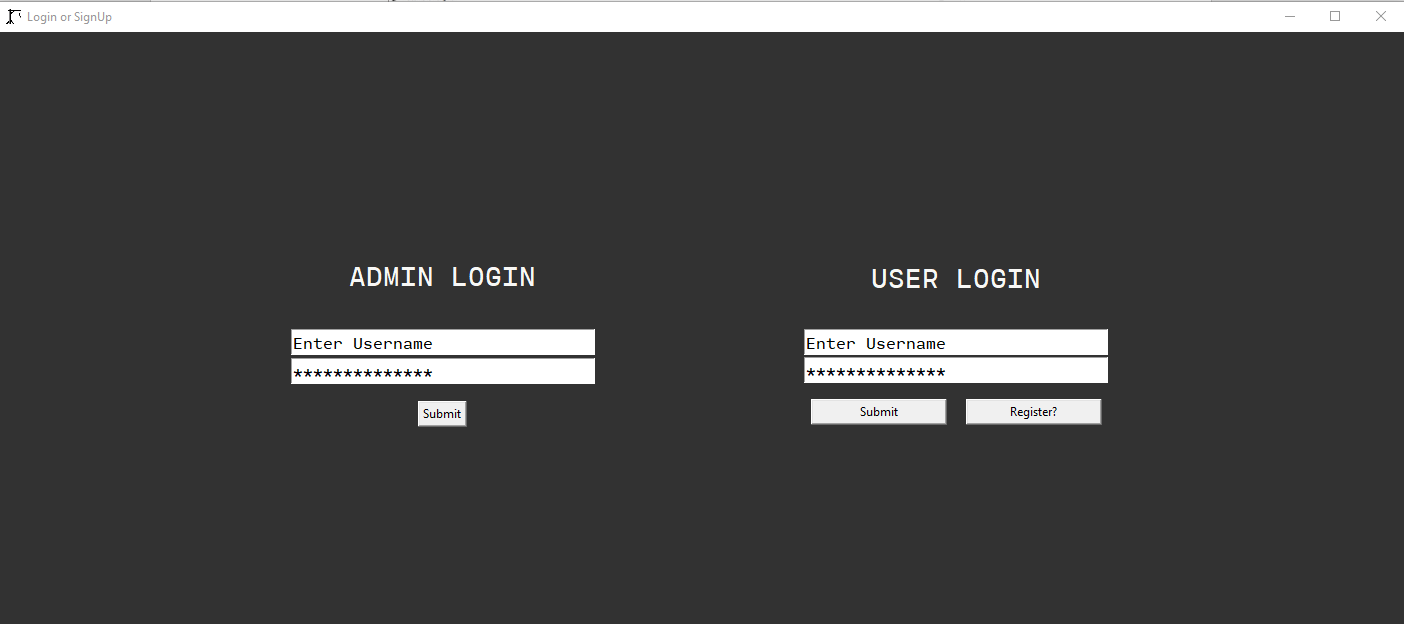 Login or SignUp
ADMIN LOGIN
Enter Username
**************
Submit
USER LOGIN
Enter Username
**************
Submit
Register?